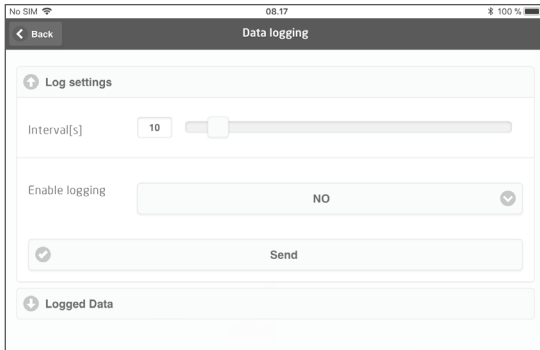 No SIM 08.17 100 %
Back Data logging
Log settings
Interval[s] 10
Enable logging NO
Send
Logged Data